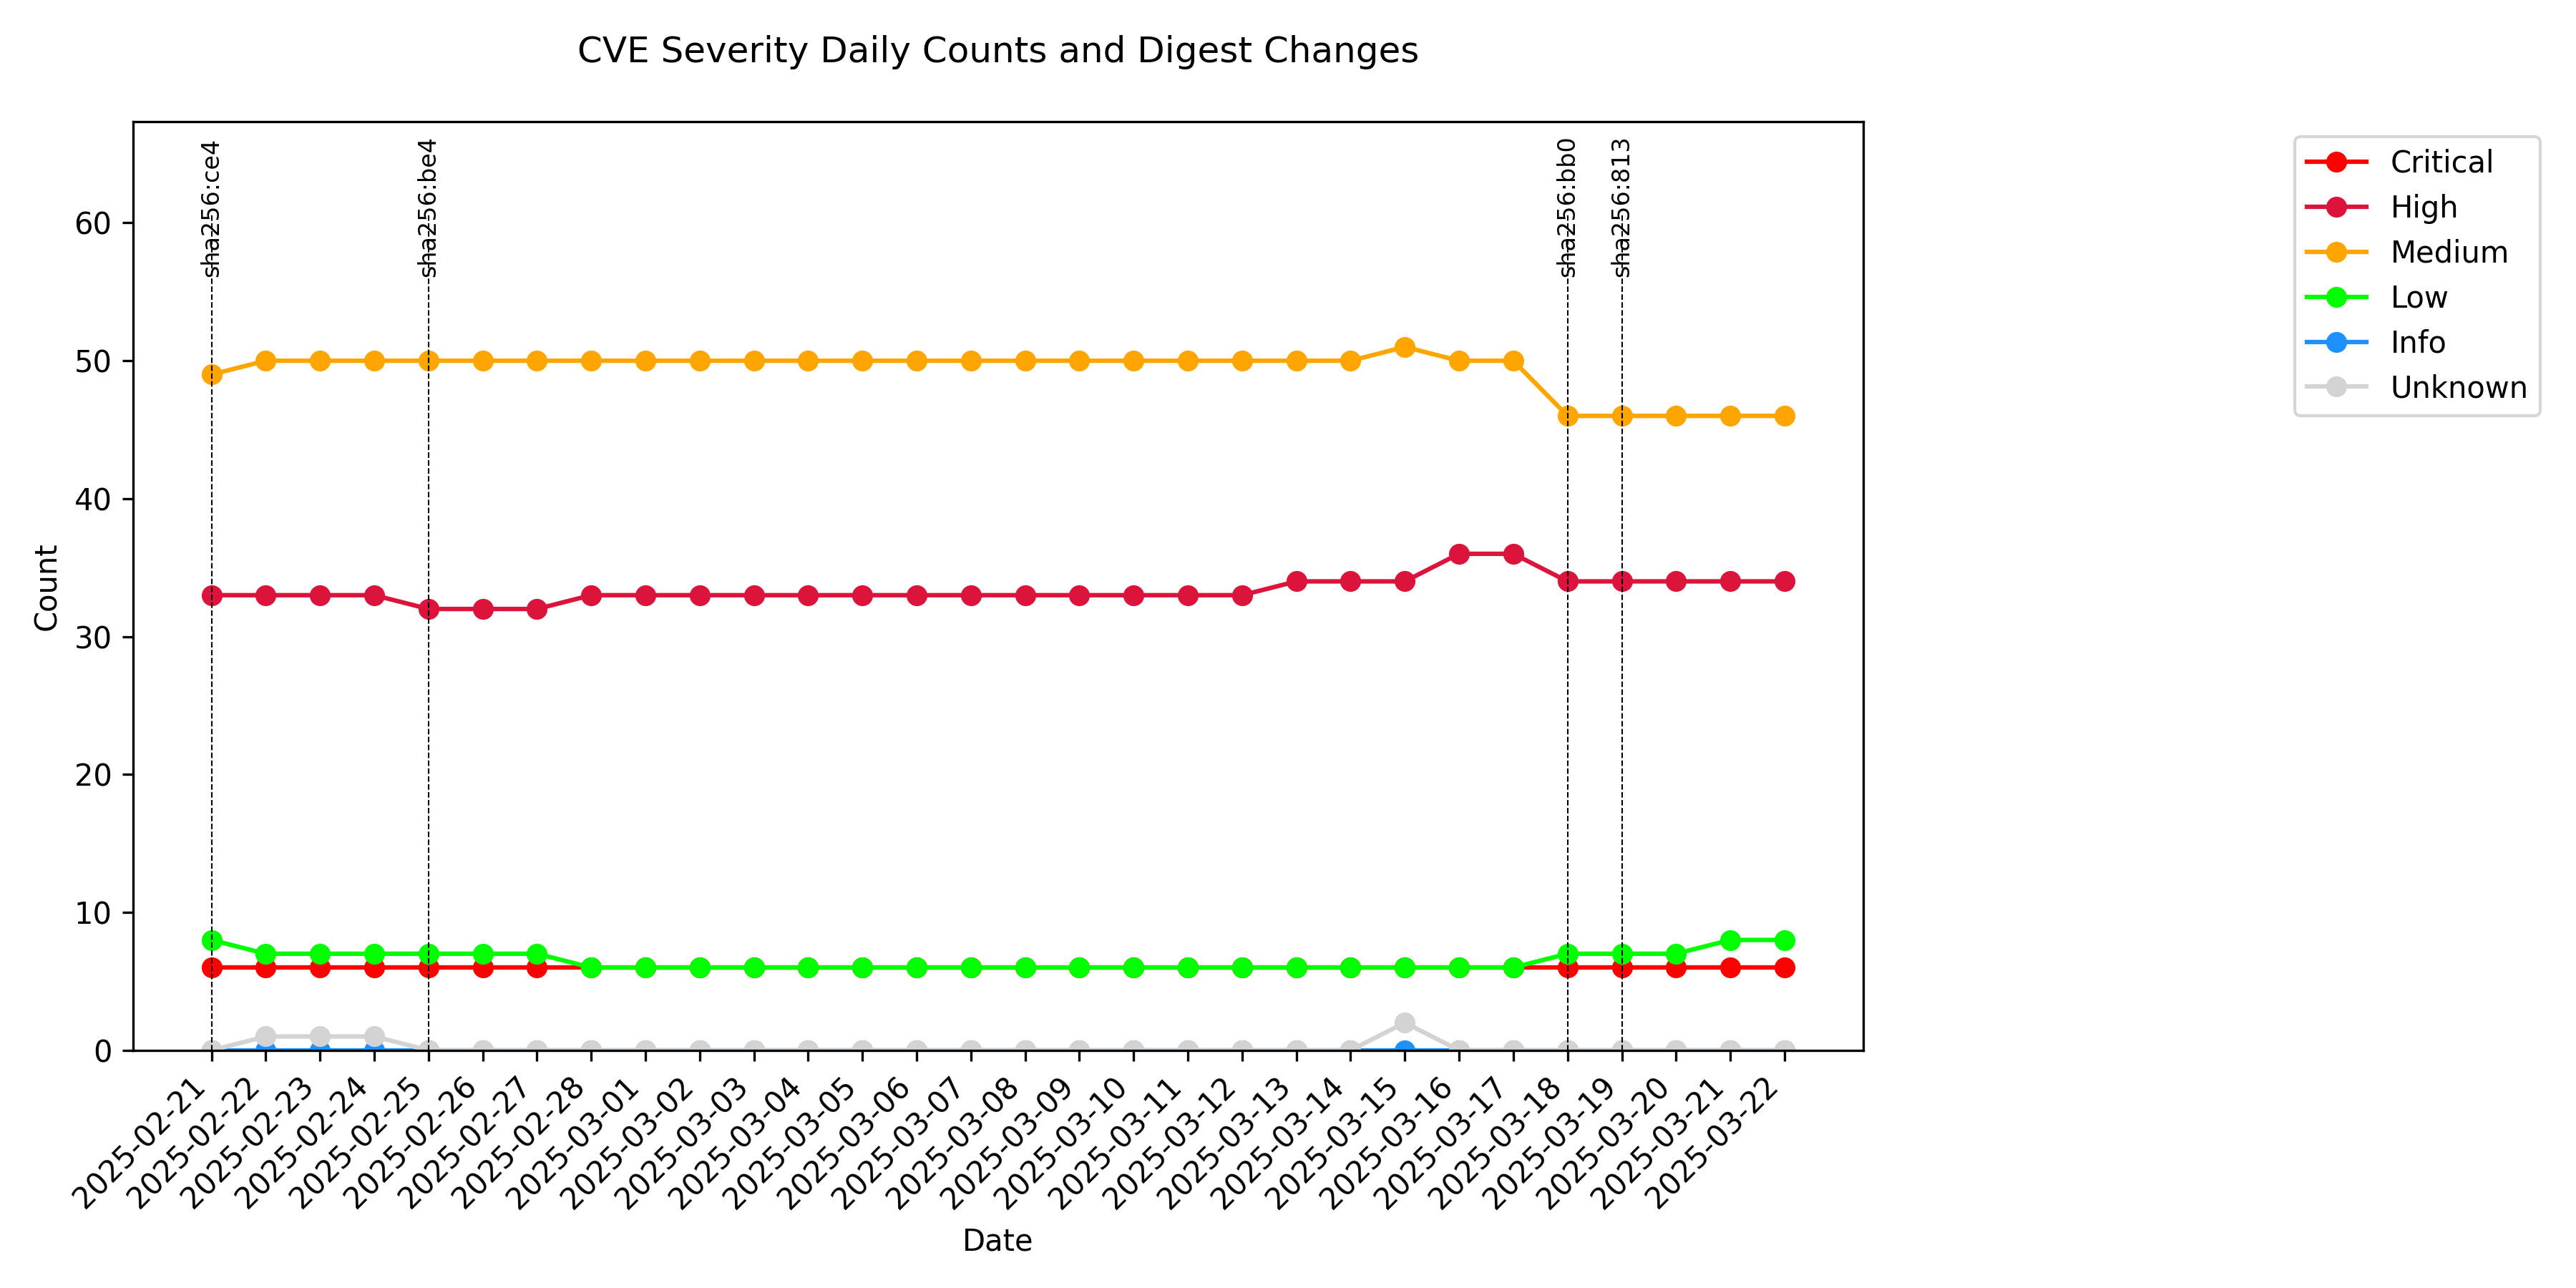 CVE Severity Daily Counts and Digest Changes
sha256:ce4
sha256:be4
sha256:bb0
sha256:813
Critical
High
Medium
Low
Info
Unknown
60
50
40
30
20
10
0
Count
2025-02-21
2025-02-22
2025-02-23
2025-02-24
2025-02-25
2025-02-26
2025-02-27
2025-02-28
2025-03-01
2025-03-02
2025-03-03
2025-03-04
2025-03-05
2025-03-06
2025-03-07
2025-03-08
2025-03-09
2025-03-10
2025-03-11
2025-03-12
2025-03-13
2025-03-14
2025-03-15
2025-03-16
2025-03-17
2025-03-18
2025-03-19
2025-03-20
2025-03-21
2025-03-22
Date